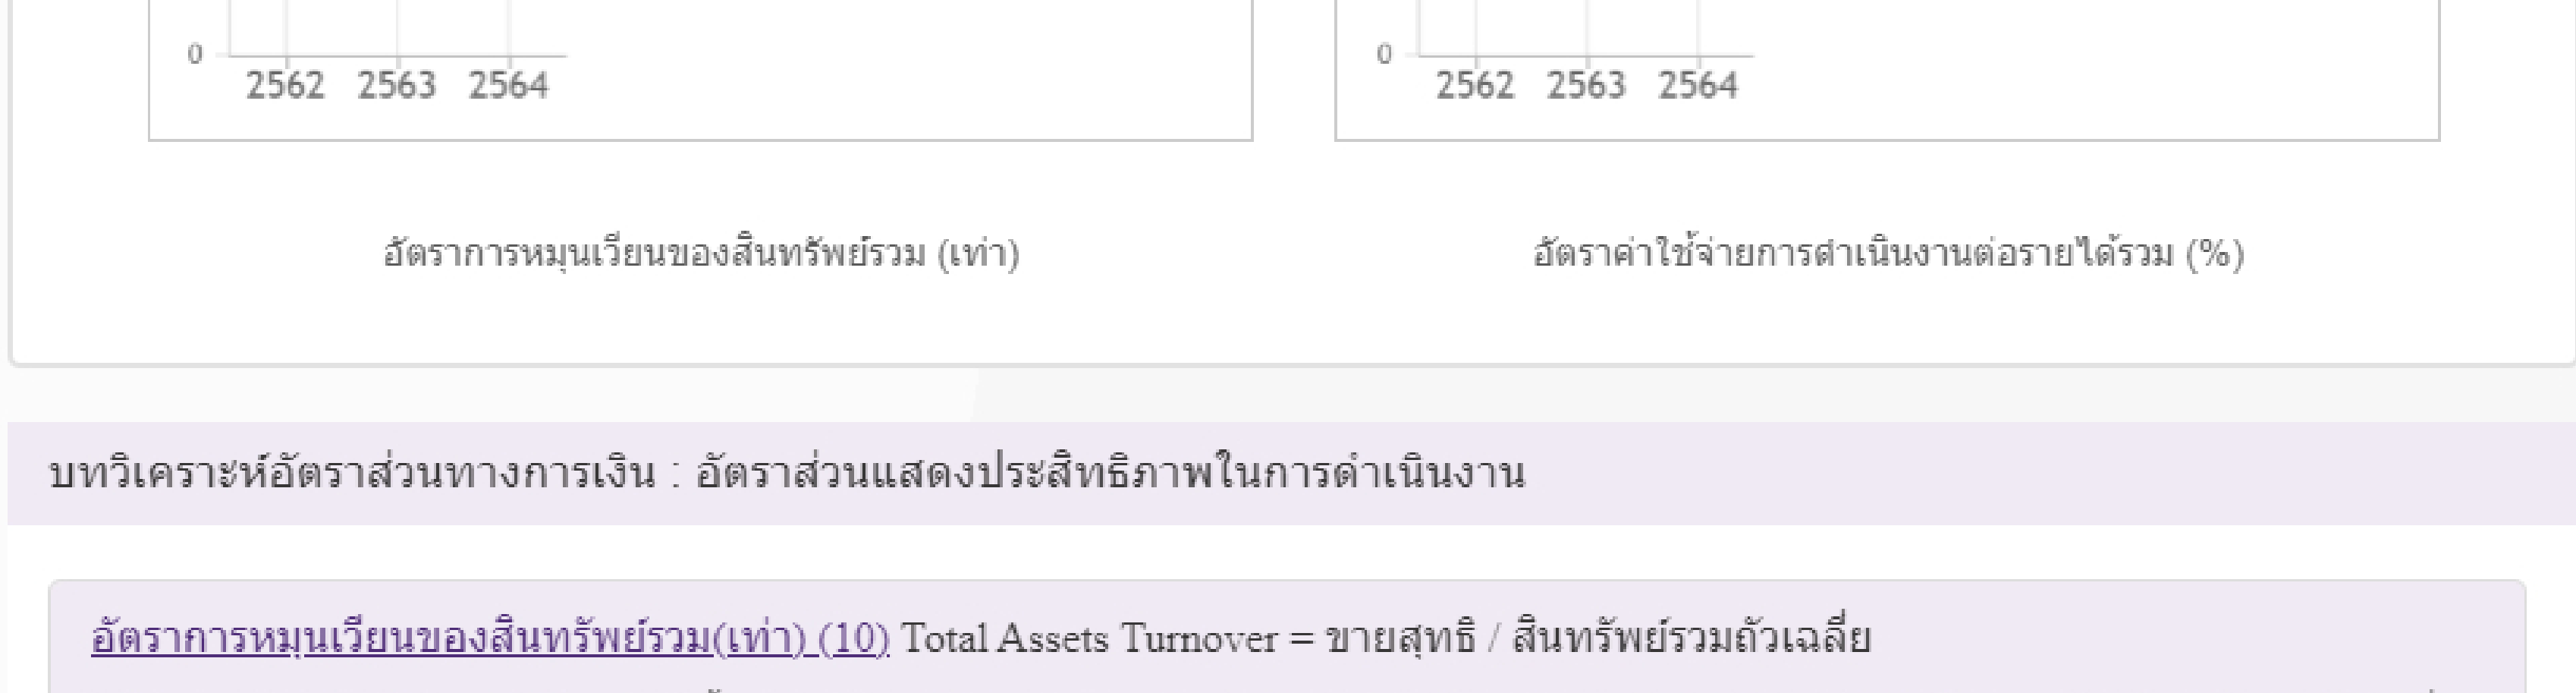 0 0
2562 2563 2564 2562 2563 2564
อัตราการหมุนเวียนของสินทรัพย์รวม (เท่า) อัตราค่าใช้จ่ายการดำเนินงานต่อรายได้รวม (%)
บทวิเคราะห์อัตราส่วนทางการเงิน : อัตราส่วนแสดงประสิทธิภาพในการดำเนินงาน
อัตราการหมุนเวียนของสินทรัพย์รวม(เท่า) (10) Total Assets Turnover = ขายสุทธิ / สินทรัพย์รวมถัวเฉลี่ย